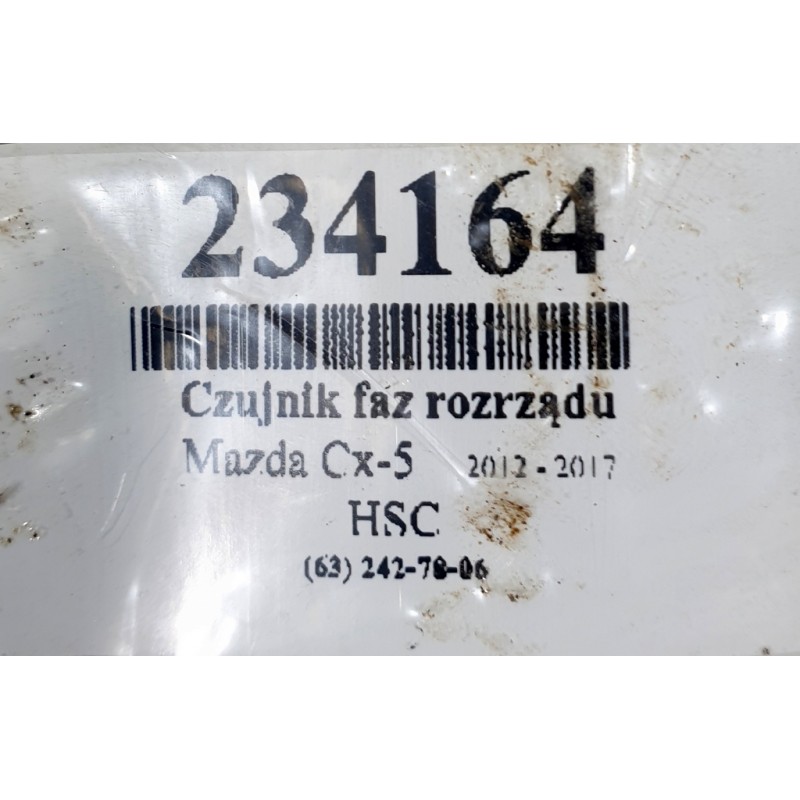 234164
Czujnik faz rozrządu
Mazda Cx-5 2012 - 2017
HSC
(63) 242-78-06